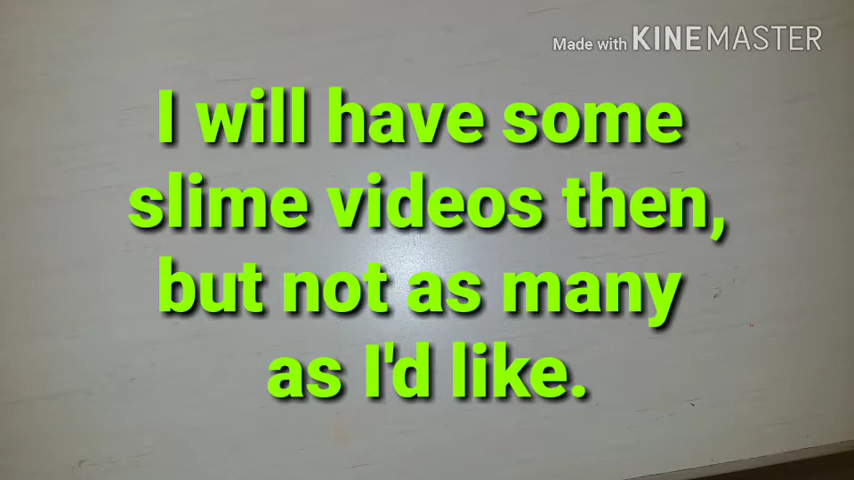 Made with KINEMASTER
I will have some
slime videos then,
but not as many
as I'd like.